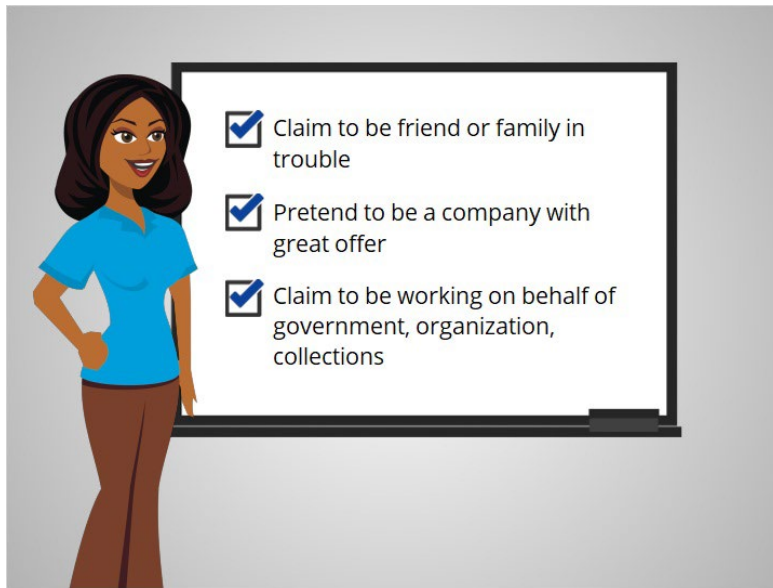 Claim to be friend or family in
trouble
Pretend to be a company with
great offer
Claim to be working on behalf of
government, organization,
collections